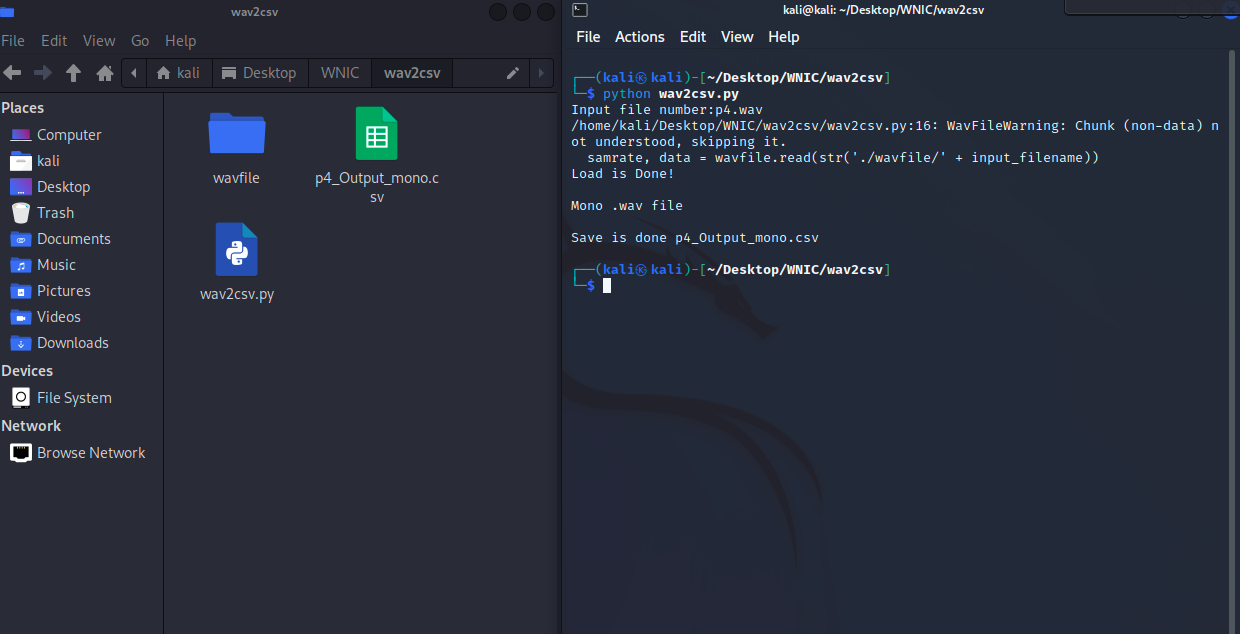 wav2csv
File Edit View Go Help
kali Desktop WNIC wav2csv
Places
Computer
kali
Desktop
Trash
Documents
Music
Pictures
Videos
Downloads
Devices
File System
Network
Browse Network
wavfile
p4_Output_mono.c
sv
wav2csv.py
kali@kali: ~/Desktop/WNIC/wav2csv
File Actions Edit View Help
┌──(kali㉿kali)-[~/Desktop/WNIC/wav2csv]
└─$ python wav2csv.py
Input file number:p4.wav
/home/kali/Desktop/WNIC/wav2csv/wav2csv.py:16: WavFileWarning: Chunk (non-data) n
ot understood, skipping it.
samrate, data = wavfile.read(str('./wavfile/' + input_filename))
Load is Done!
Mono .wav file
Save is done p4_Output_mono.csv
┌──(kali㉿kali)-[~/Desktop/WNIC/wav2csv]
└─$